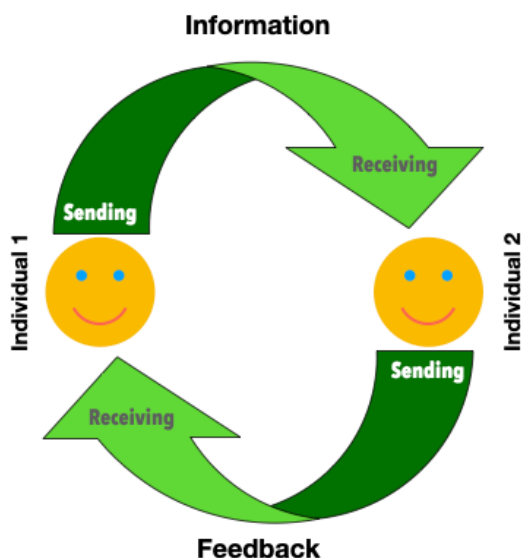 Information
Receiving
Sending
Individual 1
Individual 2
Sending
Receiving
Feedback